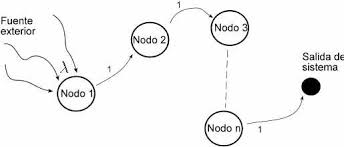 Fuente
exterior
λ
Nodo 1
1
Nodo 2
1
Nodo 3
Nodo n
1
Salida de
sistema